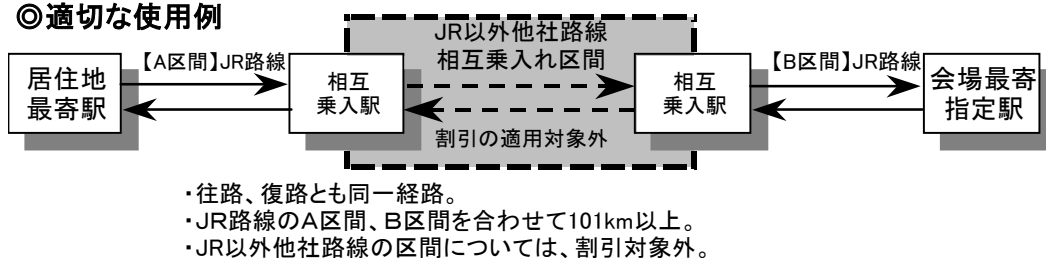 ◎適切な使用例
JR以外他社路線
相互乗入れ区間
【A区間】JR路線
【B区間】JR路線
居住地
最寄駅
相互
乗入駅
相互
乗入駅
会場最寄
指定駅
割引の適用対象外
・往路、復路とも同一経路。
・JR路線のA区間、B区間を合わせて101km以上。
・JR以外他社路線の区間については、割引対象外。